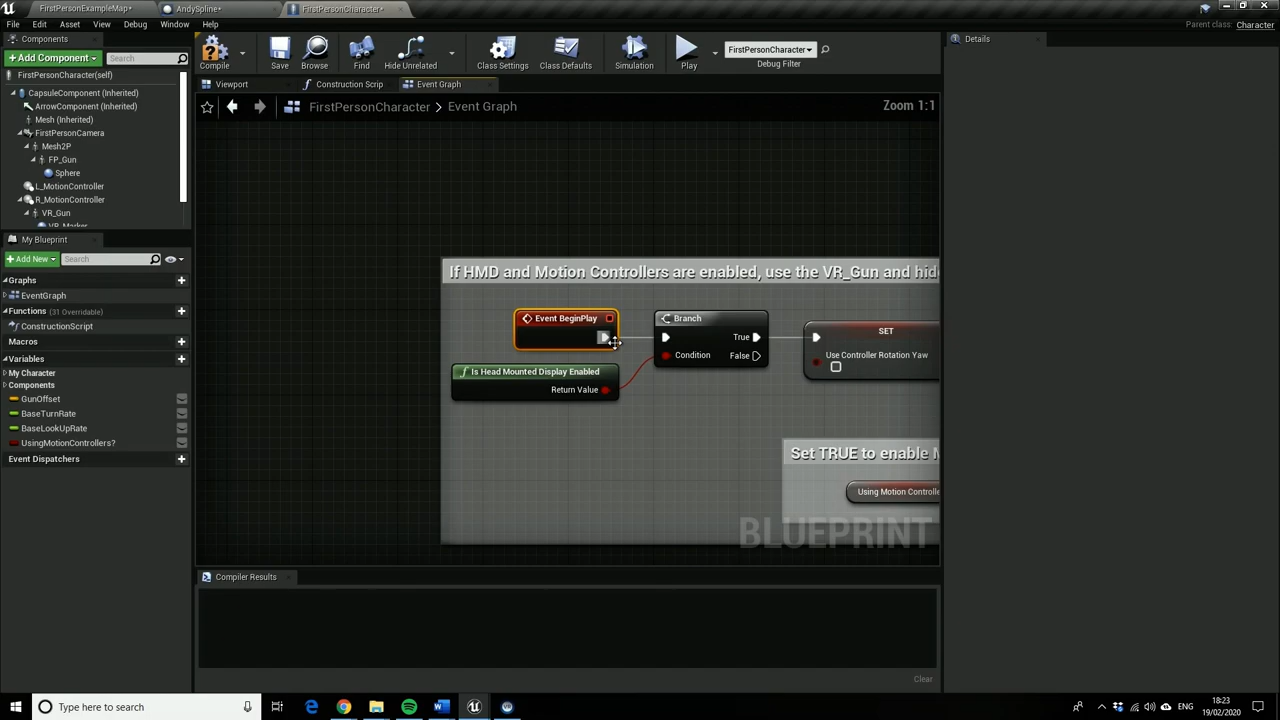 FirstPersonExampleMap*
AndySpline*
FirstPersonCharacter*
File
Edit
Asset
View
Debug
Window
Help
Parent class: Character
Components
+Add Component
Search
FirstPersonCharacter(self)
CapsuleComponent (Inherited)
ArrowComponent (Inherited)
Mesh (Inherited)
FirstPersonCamera
Mesh2P
FP_Gun
Sphere
L_MotionController
R_MotionController
VR_Gun
Compile
Save
Browse
Find
Hide Unrelated
Class Settings
Class Defaults
Simulation
Play
FirstPersonCharacter
Debug Filter
Details
Viewport
Construction Scrip
Event Graph
FirstPersonCharacter > Event Graph
Zoom 1:1
My Blueprint
+Add New
Search
Graphs
EventGraph
Functions (31 Overridable)
ConstructionScript
Macros
Variables
My Character
Components
GunOffset
BaseTurnRate
BaseLookUpRate
UsingMotionControllers?
Event Dispatchers
If HMD and Motion Controllers are enabled, use the VR_Gun and hide
Event BeginPlay
Branch
True
Condition
False
SET
Use Controller Rotation Yaw
Is Head Mounted Display Enabled
Return Value
Set TRUE to enable M
Using Motion Controlle
BLUEPRINT
Compiler Results
Clear
Type here to search
ENG
18:23
19/02/2020